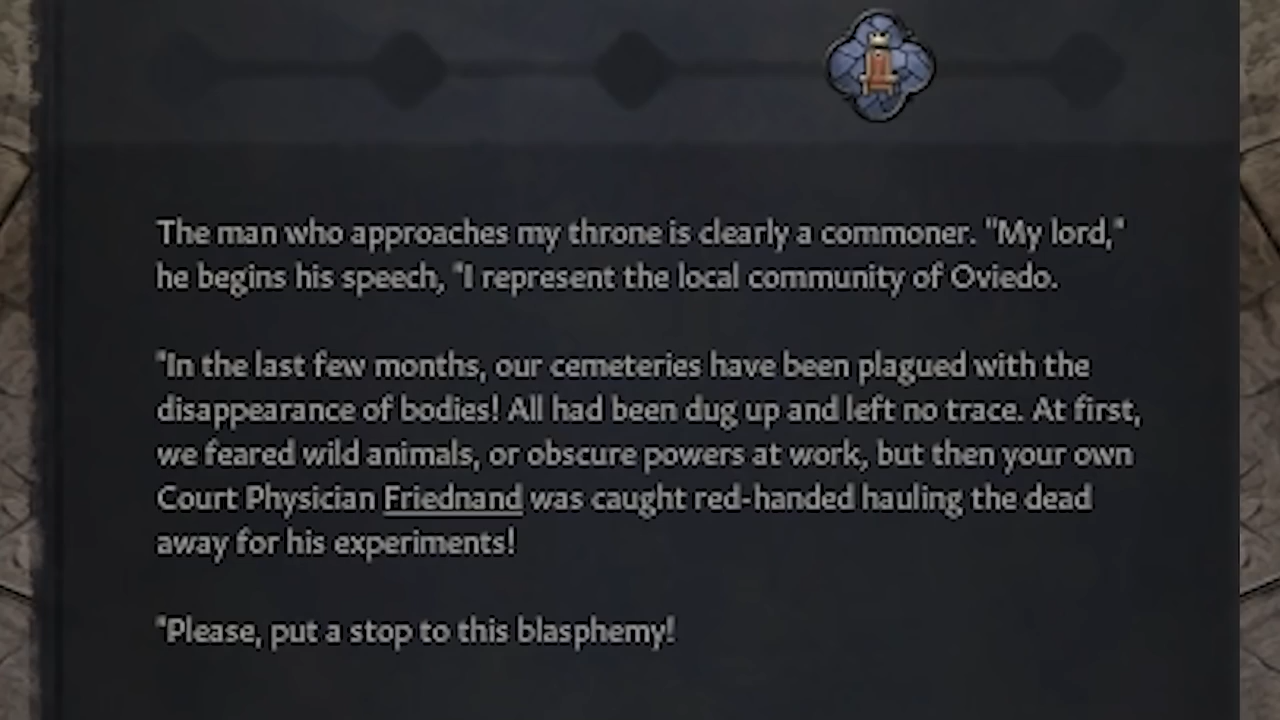 The man who approaches my throne is clearly a commoner. "My lord,"
he begins his speech, "I represent the local community of Oviedo.
"In the last few months, our cemeteries have been plagued with the
disappearance of bodies! All had been dug up and left no trace. At first,
we feared wild animals, or obscure powers at work, but then your own
Court Physician Friednand was caught red-handed hauling the dead
away for his experiments!
"Please, put a stop to this blasphemy!